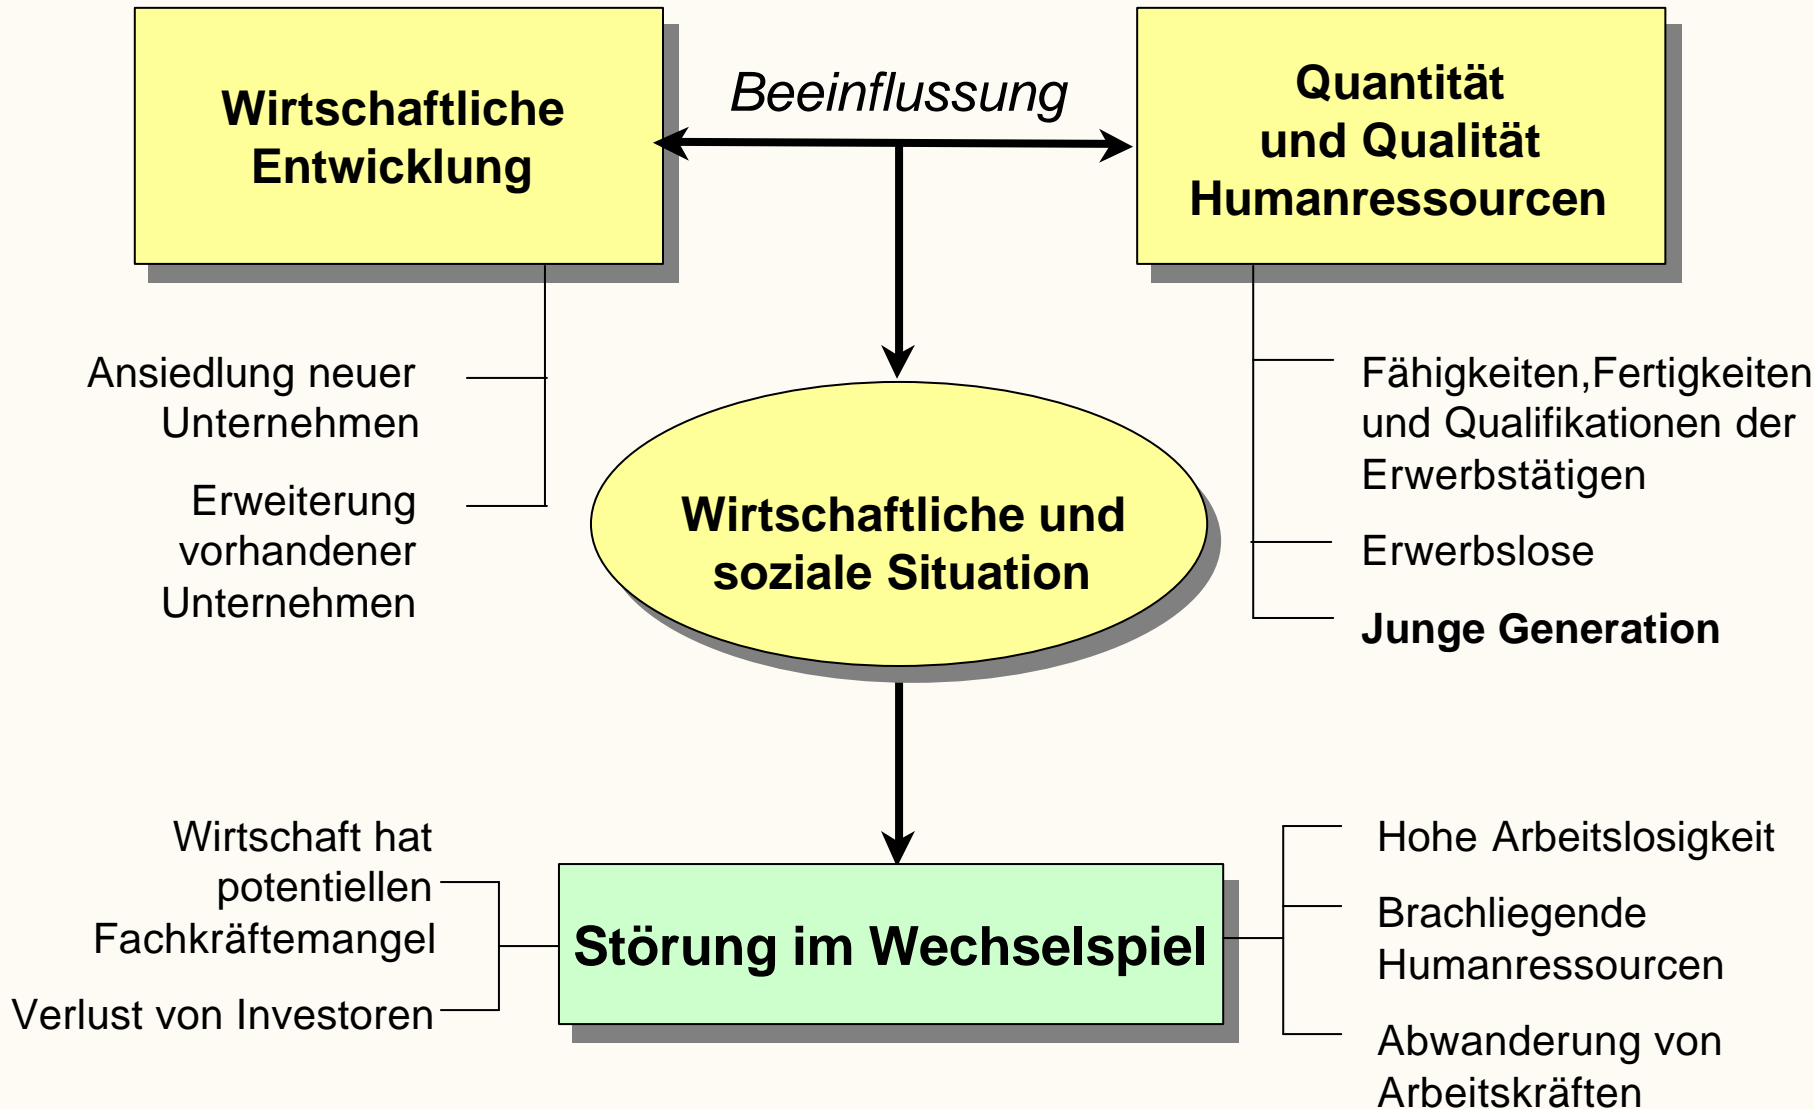 Wirtschaftliche
Entwicklung
Beeinflussung
Quantität
und Qualität
Humanressourcen
Ansiedlung neuer
Unternehmen
Erweiterung
vorhandener
Unternehmen
Fähigkeiten,Fertigkeiten
und Qualifikationen der
Erwerbstätigen
Erwerbslose
Junge Generation
Wirtschaftliche und
soziale Situation
Wirtschaft hat
potentiellen
Fachkräftemangel
Verlust von Investoren
Störung im Wechselspiel
Hohe Arbeitslosigkeit
Brachliegende
Humanressourcen
Abwanderung von
Arbeitskräften